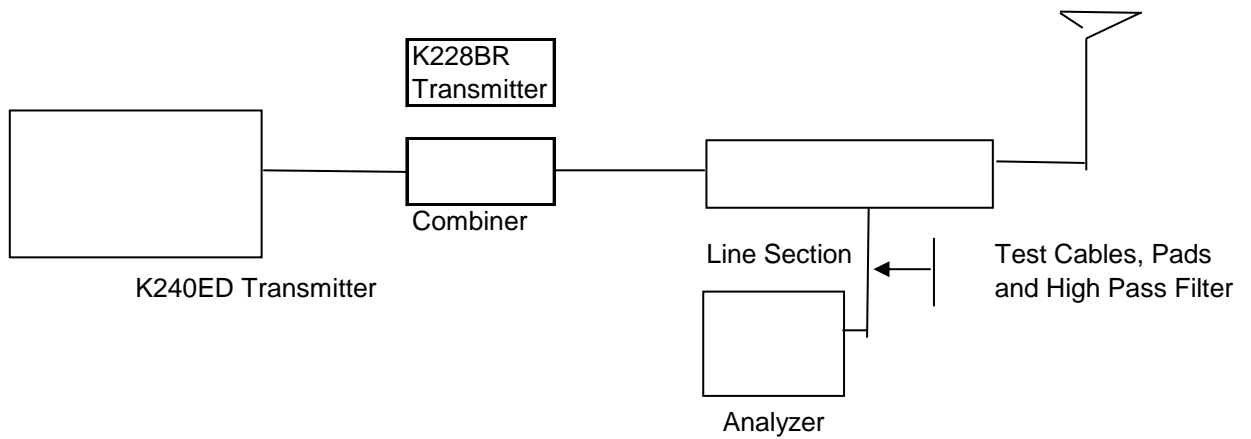 K228BR
Transmitter
Combiner
K240ED Transmitter
Line Section
Test Cables, Pads
and High Pass Filter
Analyzer